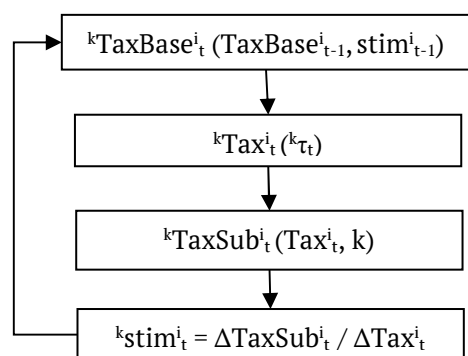 ᵏTaxBaseⁱₜ (TaxBaseⁱₜ₋₁, stimⁱₜ₋₁)
ᵏTaxⁱₜ (ᵏτₜ)
ᵏTaxSubⁱₜ (Taxⁱₜ, k)
ᵏstimⁱₜ = ΔTaxSubⁱₜ / ΔTaxⁱₜ